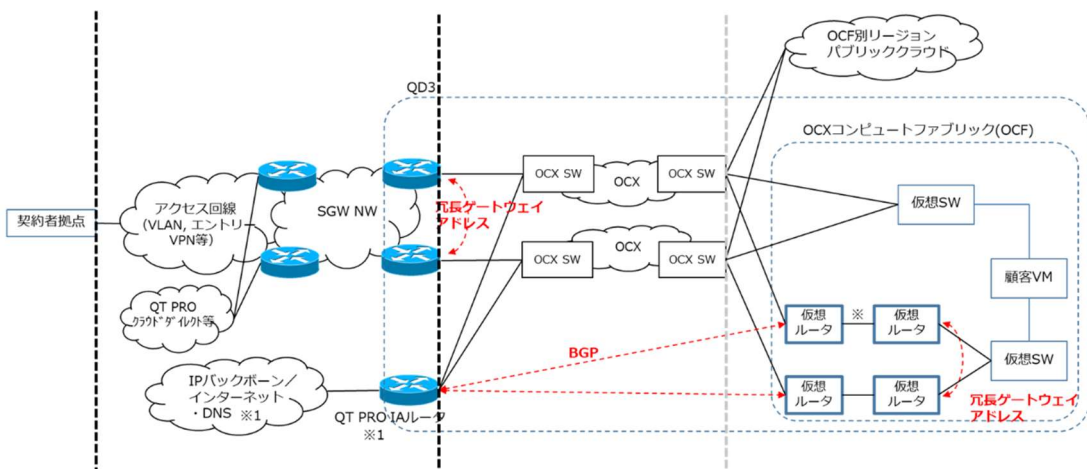 OCF別リージョン
パブリッククラウド
QD3
OCXコンピュートファブリック(OCF)
OCX SW
OCX
OCX SW
アクセス回線
(VLAN, エントリー
VPN等)
SGW NW
冗長ゲートウェイ
アドレス
仮想SW
契約者拠点
OCX SW
OCX
OCX SW
顧客VM
QT PRO
クラウドダイレクト等
仮想
ルータ
※
仮想
ルータ
BGP
仮想SW
IPバックボーン／
インターネット
・DNS ※1
仮想
ルータ
仮想
ルータ
冗長ゲートウェイ
アドレス
QT PRO IAルータ
※1